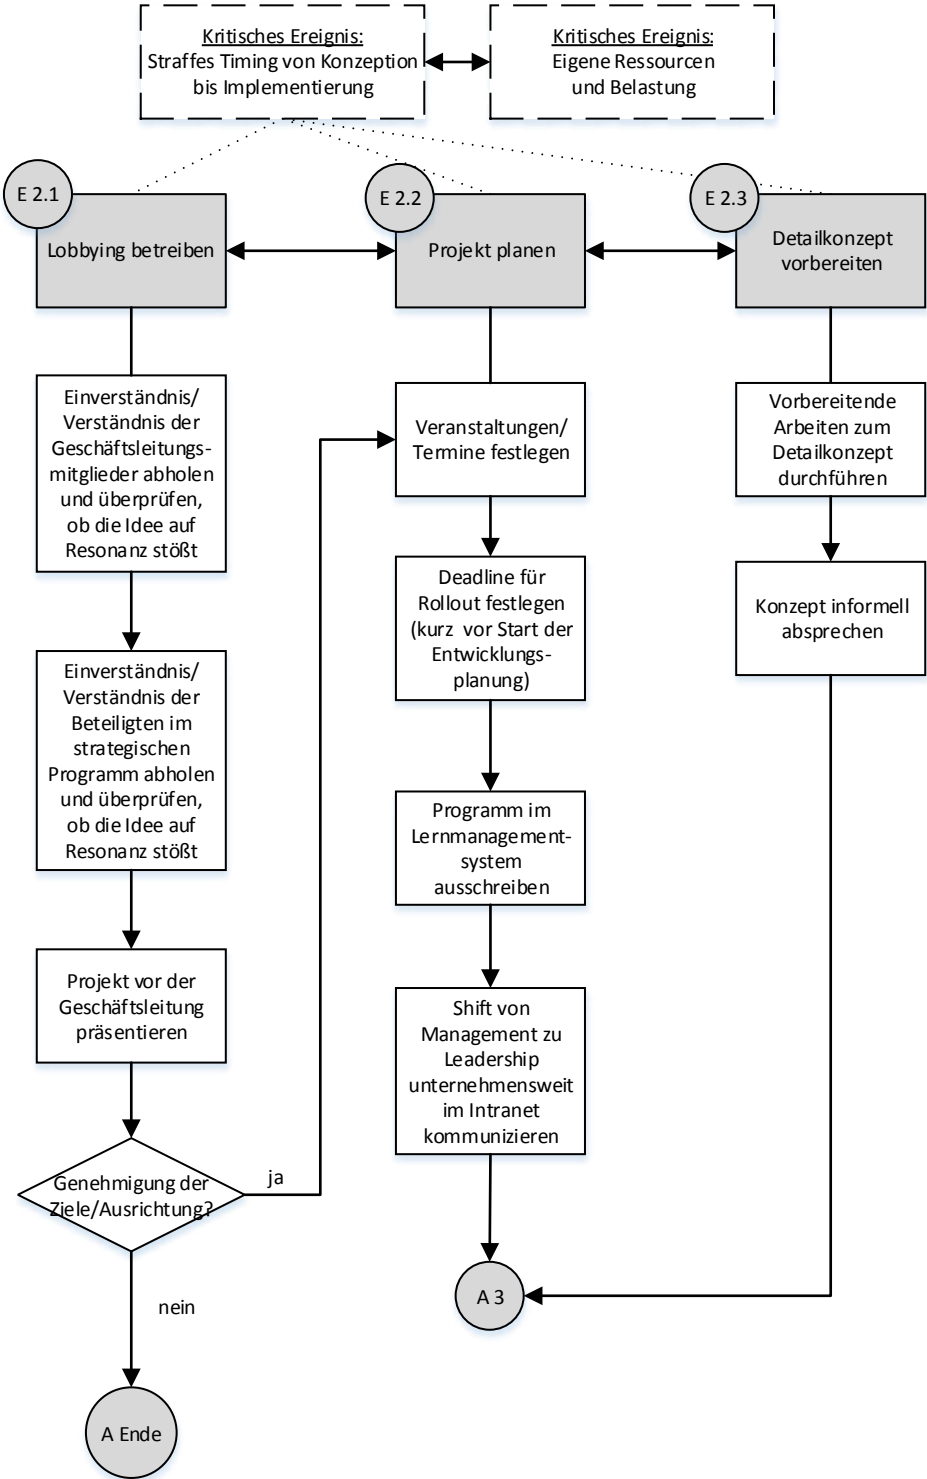 Kritisches Ereignis:
Straffes Timing von Konzeption
bis Implementierung
Kritisches Ereignis:
Eigene Ressourcen
und Belastung
E 2.1
Lobbying betreiben
E 2.2
Projekt planen
E 2.3
Detailkonzept
vorbereiten
Einverständnis/
Verständnis der
Geschäftsleitungs-
mitglieder abholen
und überprüfen,
ob die Idee auf
Resonanz stößt
Einverständnis/
Verständnis der
Beteiligten im
strategischen
Programm abholen
und überprüfen,
ob die Idee auf
Resonanz stößt
Projekt vor der
Geschäftsleitung
präsentieren
Genehmigung der
Ziele/Ausrichtung?
ja
nein
A Ende
Veranstaltungen/
Termine festlegen
Deadline für
Rollout festlegen
(kurz vor Start der
Entwicklungs-
planung)
Programm im
Lernmanagement-
system
ausschreiben
Shift von
Management zu
Leadership
unternehmensweit
im Intranet
kommunizieren
A 3
Vorbereitende
Arbeiten zum
Detailkonzept
durchführen
Konzept informell
absprechen